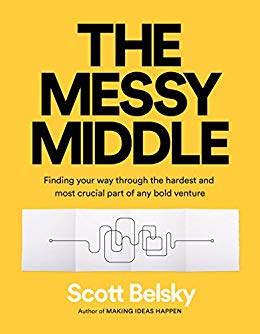 THE
MESSY
MIDDLE
Finding your way through the hardest and
most crucial part of any bold venture
Scott Belsky
Author of MAKING IDEAS HAPPEN